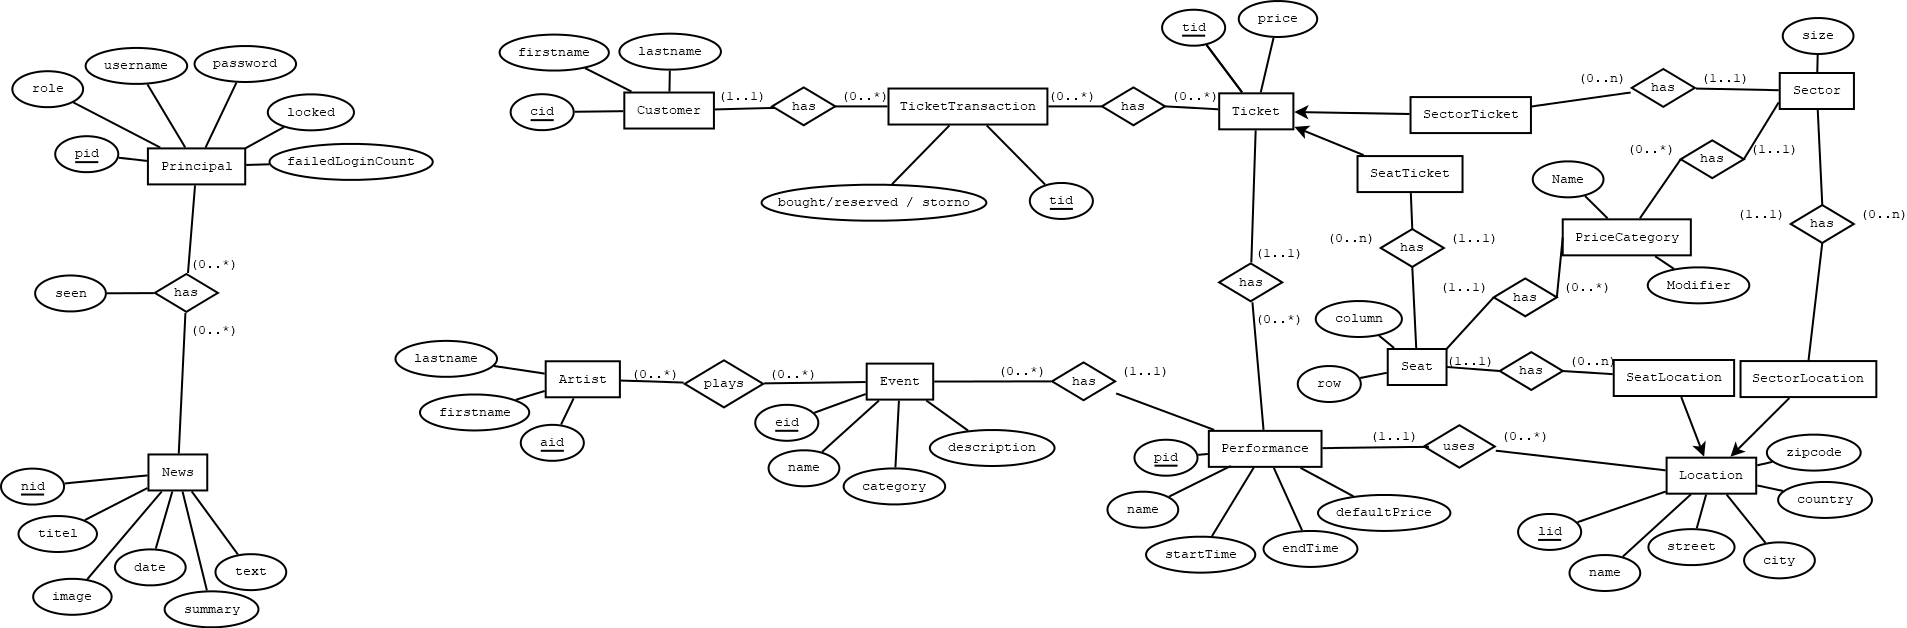 tid
price
size
firstname
lastname
username
password
role
locked
(0..n)
has
(1..1)
Sector
cid
Customer
(1..1)
has
(0..*)
TicketTransaction
(0..*)
has
(0..*)
Ticket
SectorTicket
pid
Principal
failedLoginCount
(0..*)
has
(1..1)
SeatTicket
Name
bought/reserved / storno
tid
(1..1)
has
(0..n)
(0..n)
has
(1..1)
PriceCategory
(0..*)
(1..1)
has
seen
has
(1..1)
has
(0..*)
Modifier
(0..*)
(0..*)
column
lastname
Artist
(0..*)
plays
(0..*)
Event
(0..*)
has
(1..1)
row
Seat
(1..1)
has
(0..n)
SeatLocation
SectorLocation
firstname
aid
eid
name
category
description
pid
Performance
(1..1)
uses
(0..*)
Location
zipcode
country
name
startTime
endTime
defaultPrice
lid
name
street
city
News
nid
titel
image
date
summary
text